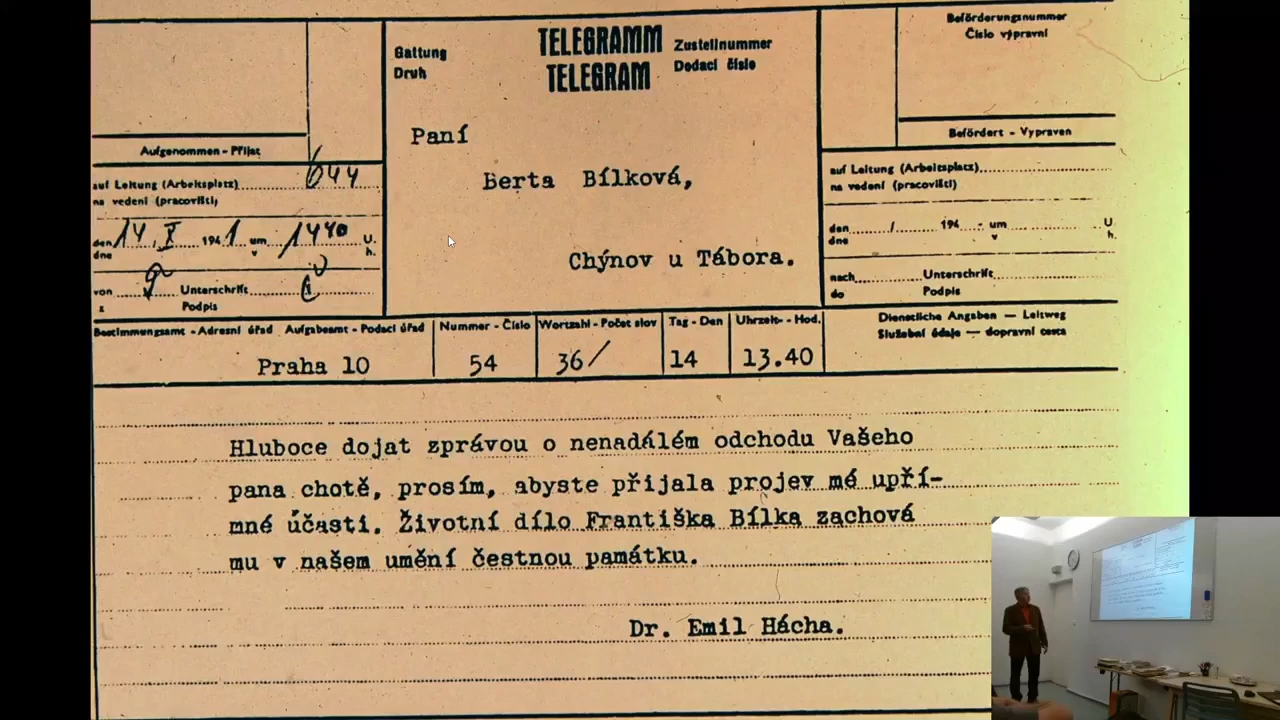 Gattung
Druh
TELEGRAMM
TELEGRAM
Zustellnummer
Dodací číslo
Beförderungsnummer
Číslo výpravní
Paní
Berta Bílková,
Chýnov u Tábora.
Aufgenommen - Přijat
auf Leitung (Arbeitsplatz) 644
na vedení (pracovišti)
den 14. X 1941 um 1440 U.
dne v h.
von Unterschrift
z Podpis
Befördert - Vypraven
auf Leitung (Arbeitsplatz)
na vedení (pracovišti)
den / 194 - um U.
dne v h.
nach Unterschrift
do Podpis
Bestimmungsamt - Adresní úřad Aufgabeamt - Podací úřad
Nummer - Číslo
Wortzahl - Počet slov
Tag - Den
Uhrzeit - Hod.
Dienstliche Angaben — Leitweg
Služební údaje — dopravní cesta
Praha 10 54 36/ 14 13.40
Hluboce dojat zprávou o nenadálém odchodu Vašeho
pana chotě, prosím, abyste přijala projev mé upří-
mné účasti. Životní dílo Františka Bílka zachová
mu v našem umění čestnou památku.
Dr. Emil Hácha.